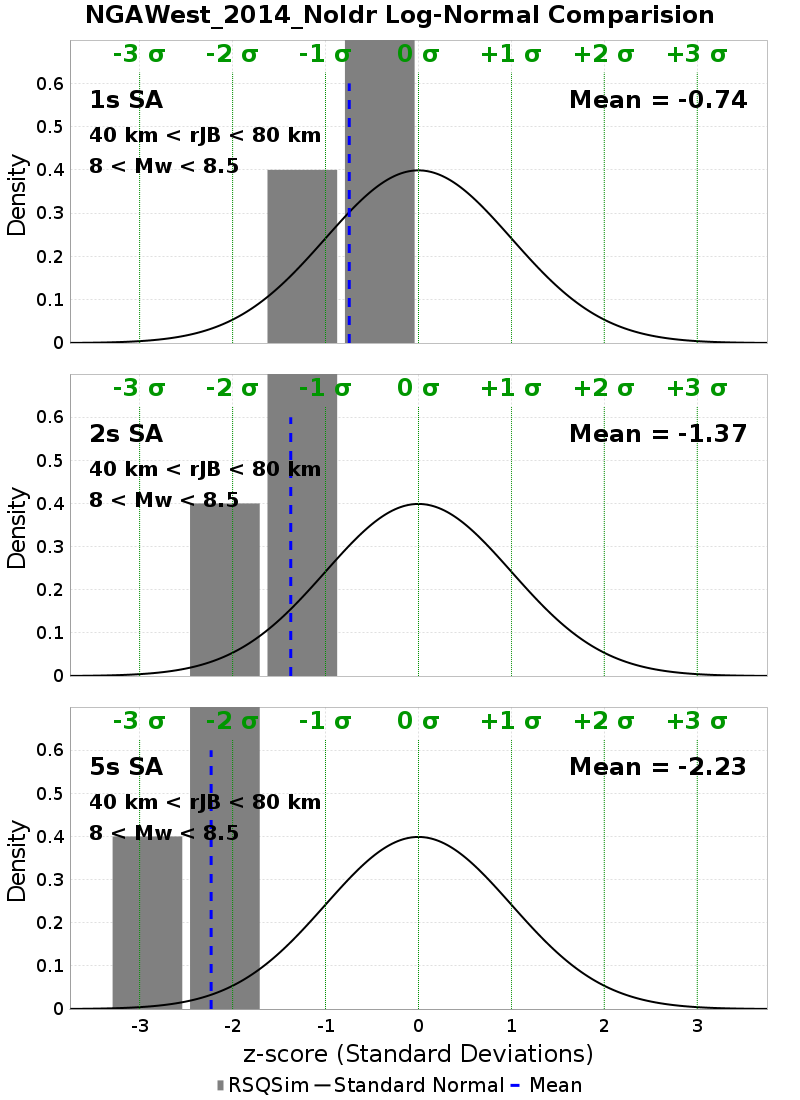 NGAWest_2014_NoIdr Log-Normal Comparision
-3 σ -2 σ -1 σ 0 σ +1 σ +2 σ +3 σ
0.6
1s SA Mean = -0.74
0.5
40 km < rJB < 80 km
8 < Mw < 8.5
0.4
0.3
0.2
0.1
0
Density
-3 σ -2 σ -1 σ 0 σ +1 σ +2 σ +3 σ
0.6
2s SA Mean = -1.37
0.5
40 km < rJB < 80 km
8 < Mw < 8.5
0.4
0.3
0.2
0.1
0
Density
-3 σ -2 σ -1 σ 0 σ +1 σ +2 σ +3 σ
0.6
5s SA Mean = -2.23
0.5
40 km < rJB < 80 km
8 < Mw < 8.5
0.4
0.3
0.2
0.1
0
Density
-3 -2 -1 0 1 2 3
z-score (Standard Deviations)
RSQSim Standard Normal Mean